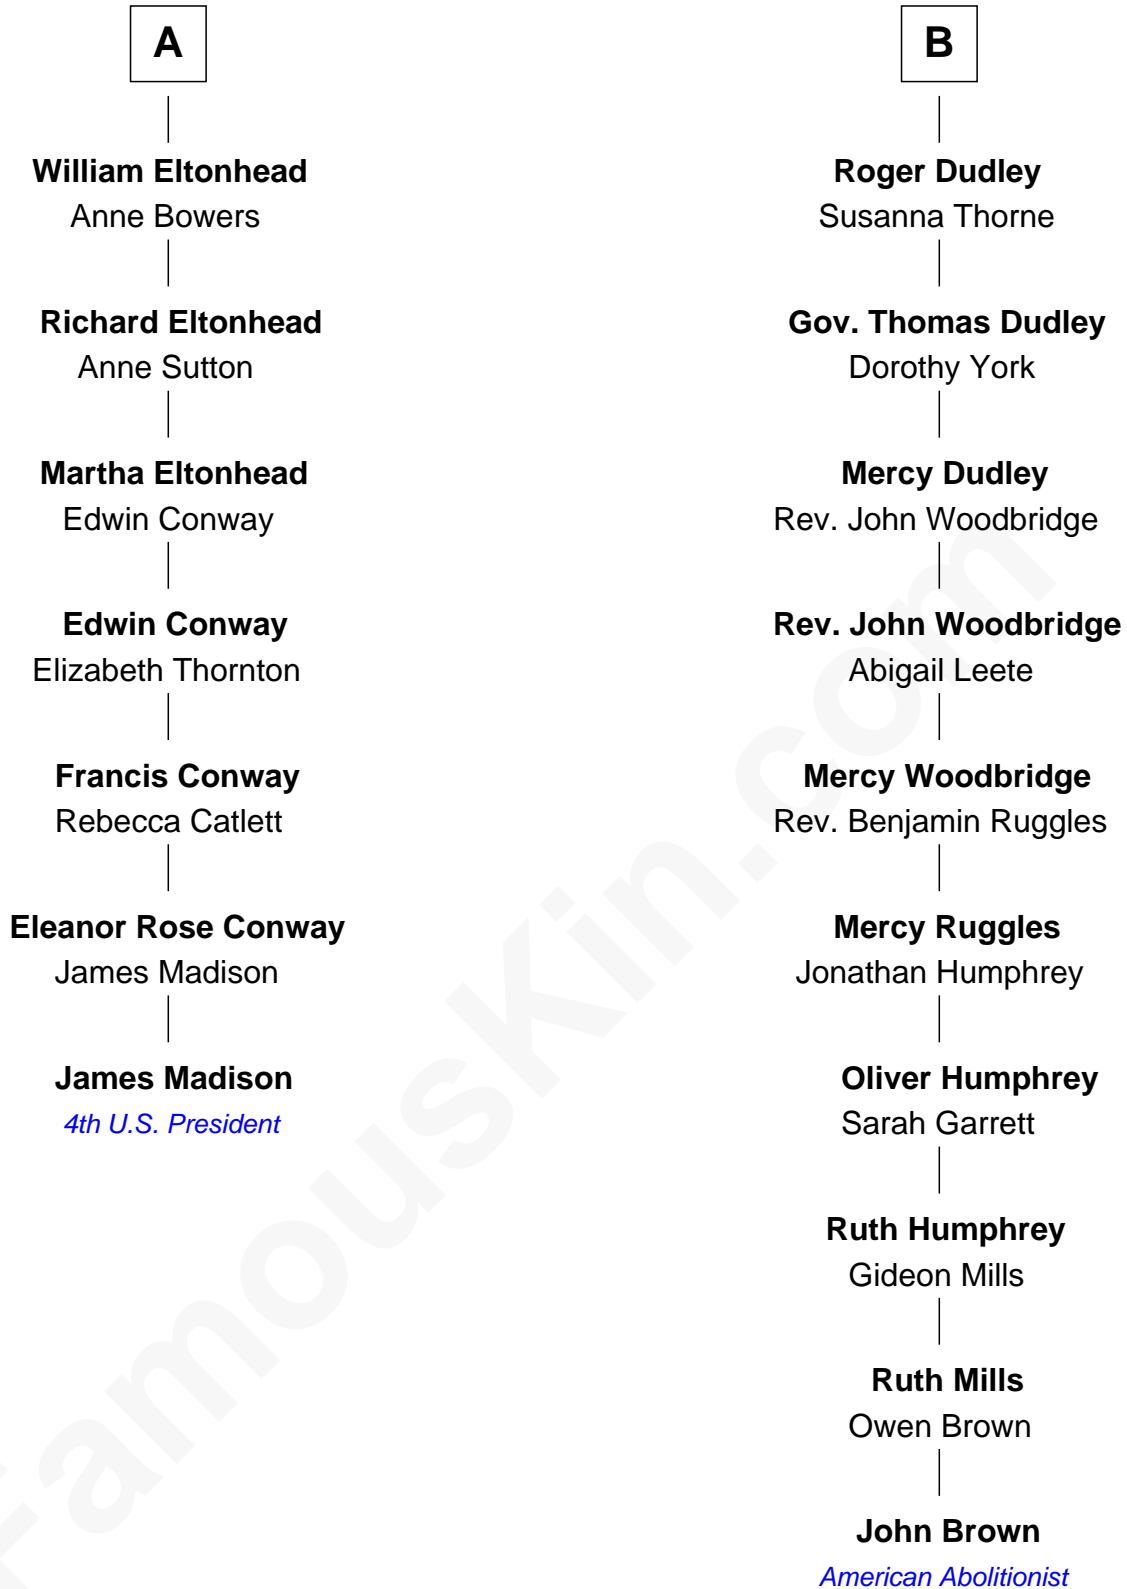 A
William Eltonhead
Anne Bowers
Richard Eltonhead
Anne Sutton
Martha Eltonhead
Edwin Conway
Edwin Conway
Elizabeth Thornton
Francis Conway
Rebecca Catlett
Eleanor Rose Conway
James Madison
James Madison
4th U.S. President
B
Roger Dudley
Susanna Thorne
Gov. Thomas Dudley
Dorothy York
Mercy Dudley
Rev. John Woodbridge
Rev. John Woodbridge
Abigail Leete
Mercy Woodbridge
Rev. Benjamin Ruggles
Mercy Ruggles
Jonathan Humphrey
Oliver Humphrey
Sarah Garrett
Ruth Humphrey
Gideon Mills
Ruth Mills
Owen Brown
John Brown
American Abolitionist
FamousKin.com